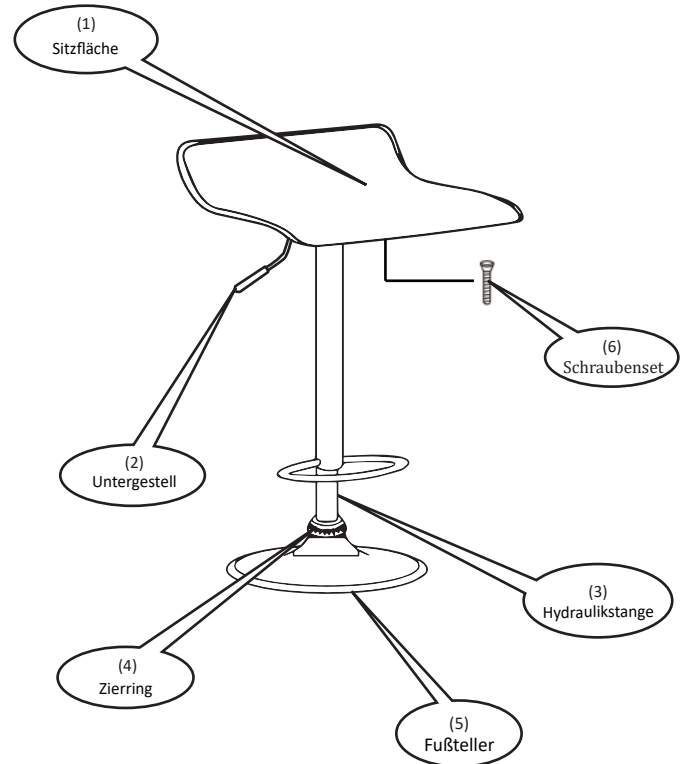 (1)
Sitzfläche
(6)
Schraubenset
(2)
Untergestell
(3)
Hydraulikstange
(4)
Zierring
(5)
Fußteller